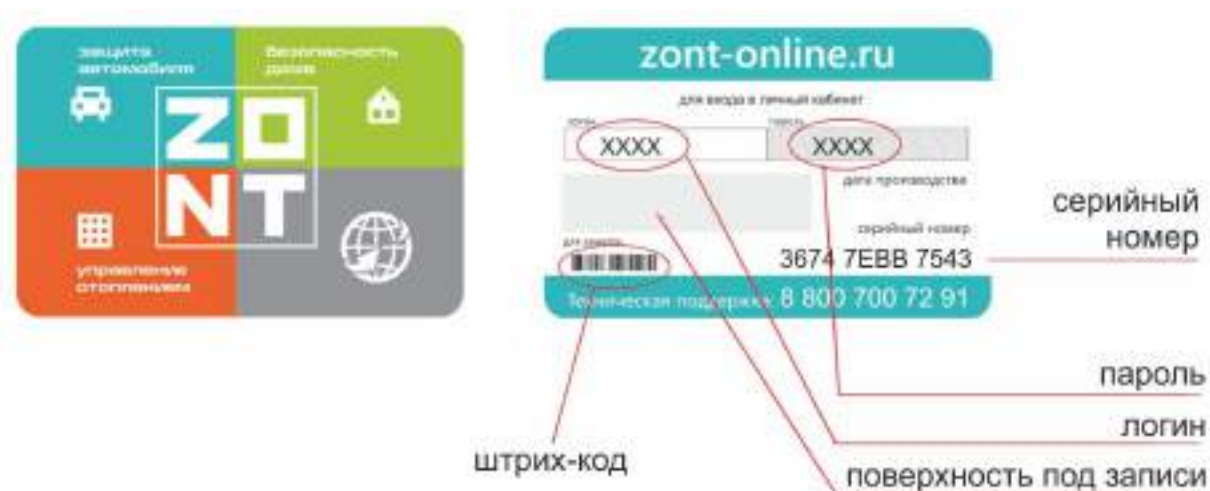 защита
автомобиля
безопасность
дома
ZO
NT
управление
отоплением
zont-online.ru
для входа в личный кабинет
логин
пароль
XXXX
XXXX
дата производства
серийный номер
3674 7EBB 7543
Техническая поддержка: 8 800 700 72 91
серийный
номер
пароль
логин
поверхность под записи
штрих-код